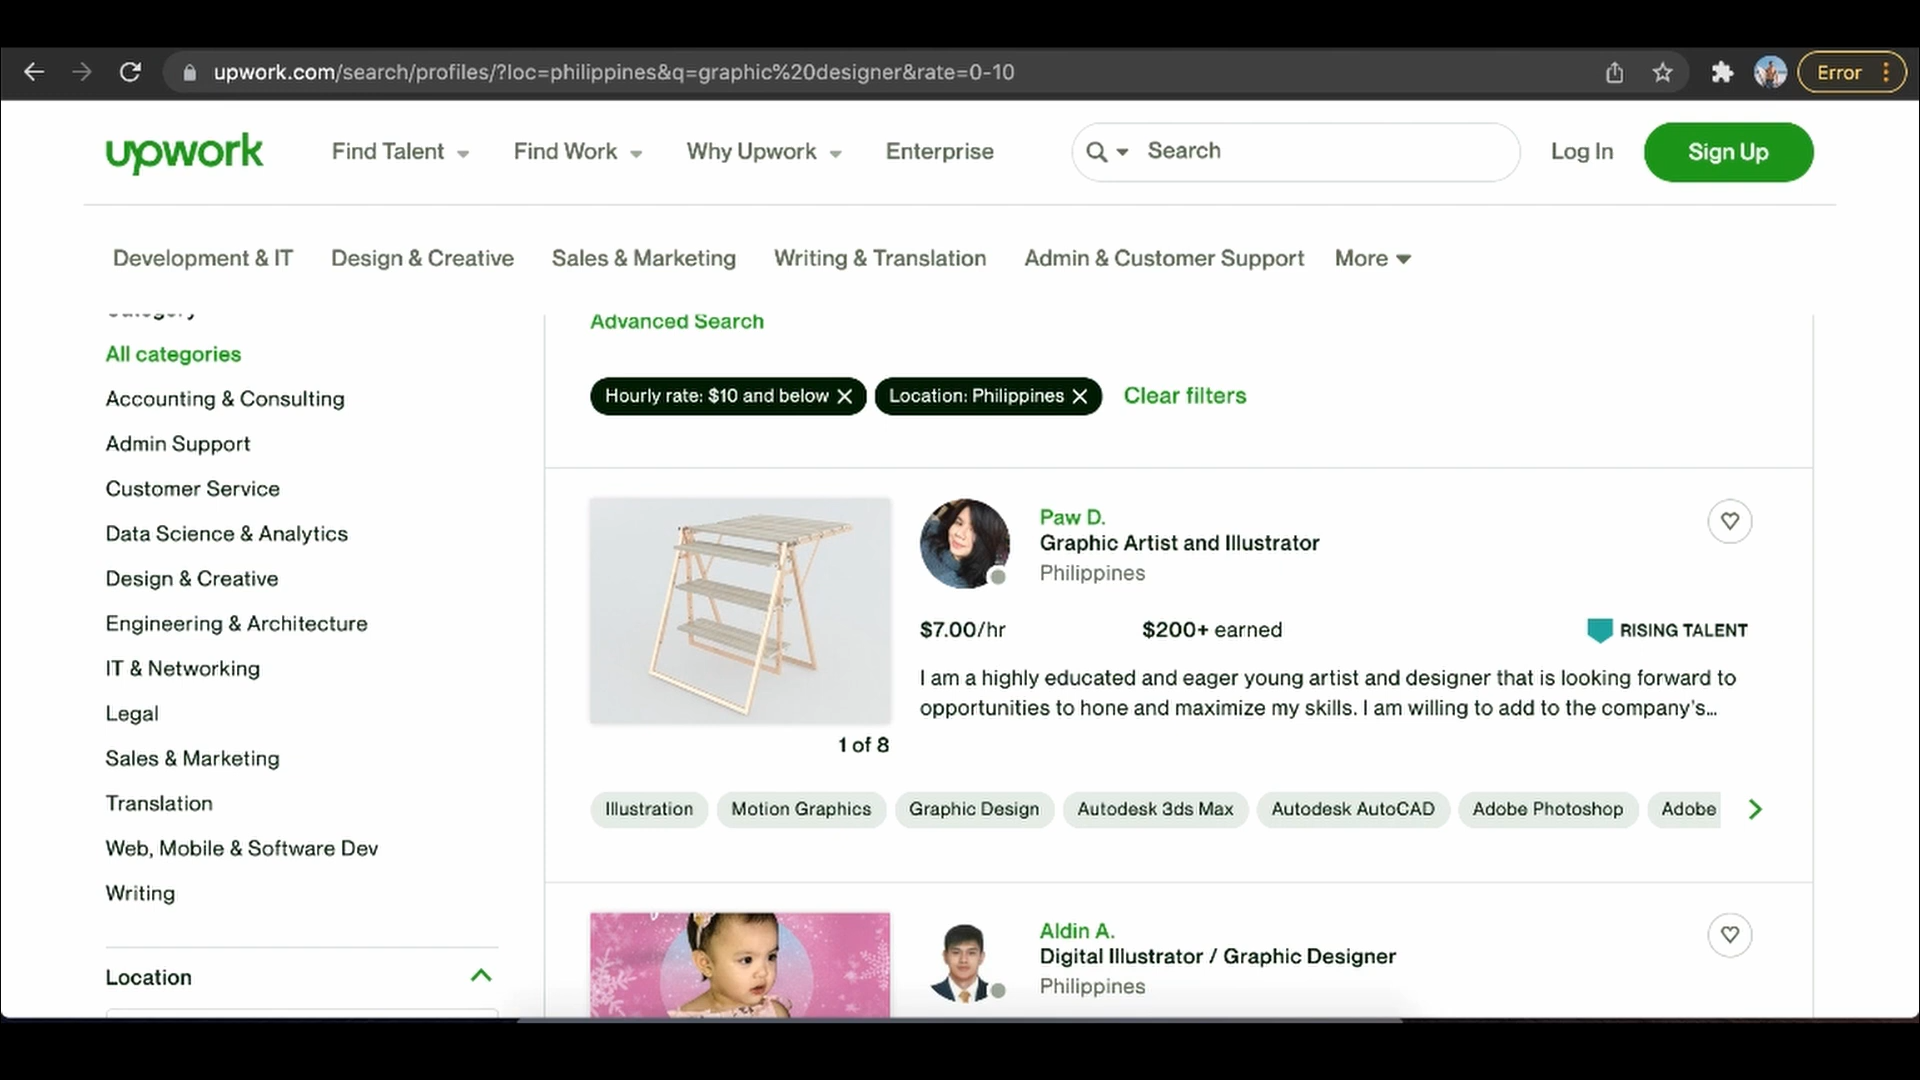 upwork.com/search/profiles/?loc=philippines&q=graphic%20designer&rate=0-10
Error
upwork
Find Talent
Find Work
Why Upwork
Enterprise
Search
Log In
Sign Up
Development & IT
Design & Creative
Sales & Marketing
Writing & Translation
Admin & Customer Support
More
Category
All categories
Accounting & Consulting
Admin Support
Customer Service
Data Science & Analytics
Design & Creative
Engineering & Architecture
IT & Networking
Legal
Sales & Marketing
Translation
Web, Mobile & Software Dev
Writing
Location
Advanced Search
Hourly rate: $10 and below
Location: Philippines
Clear filters
1 of 8
Paw D.
Graphic Artist and Illustrator
Philippines
$7.00/hr
$200+ earned
RISING TALENT
I am a highly educated and eager young artist and designer that is looking forward to
opportunities to hone and maximize my skills. I am willing to add to the company's...
Illustration
Motion Graphics
Graphic Design
Autodesk 3ds Max
Autodesk AutoCAD
Adobe Photoshop
Adobe
Aldin A.
Digital Illustrator / Graphic Designer
Philippines